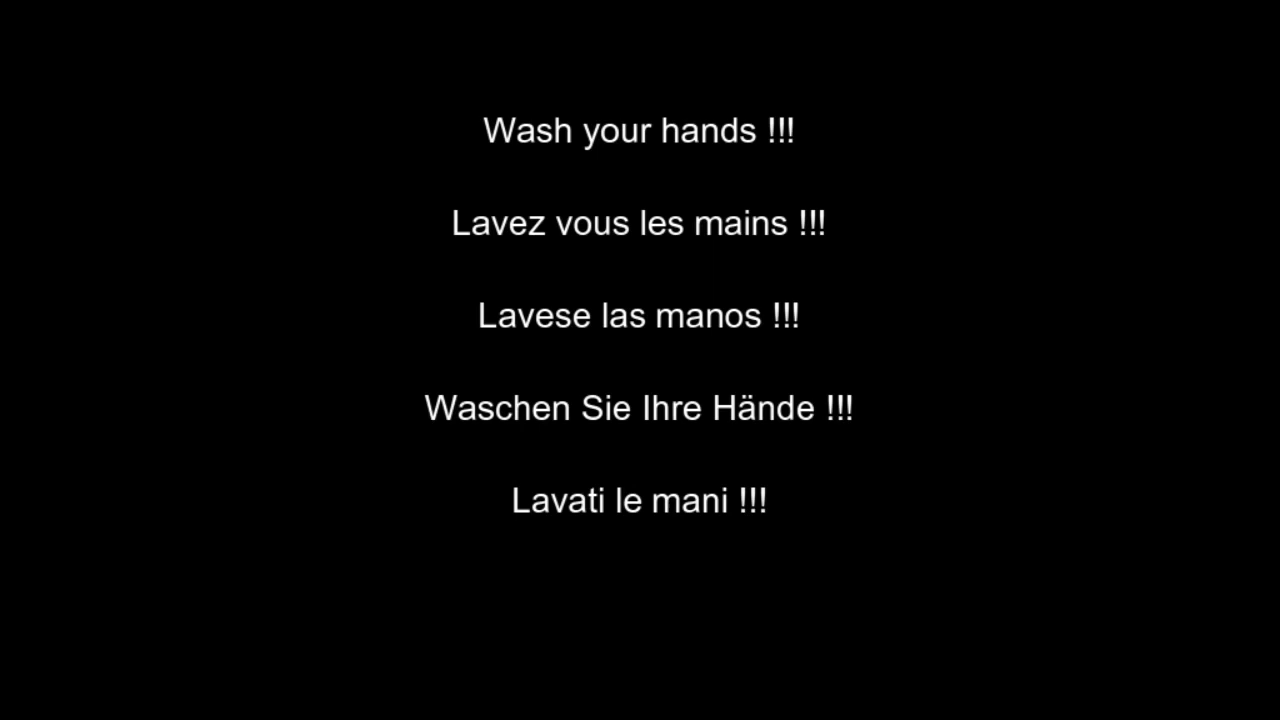 Wash your hands !!!
Lavez vous les mains !!!
Lavese las manos !!!
Waschen Sie Ihre Hände !!!
Lavati le mani !!!